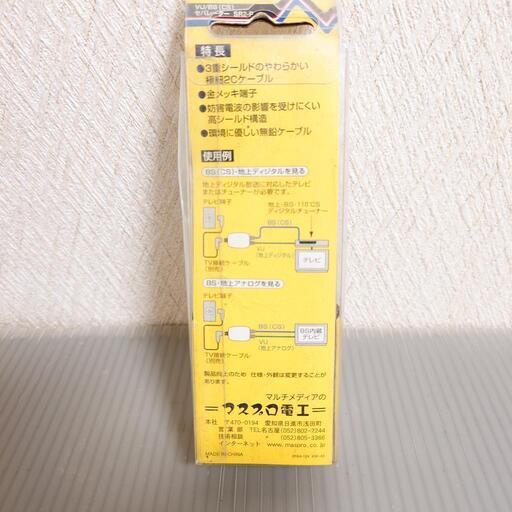 VU/BS(CS)
セパレーター SR2
特長
●3重シールドのやわらかい
極細2Cケーブル
●金メッキ端子
●妨害電波の影響を受けにくい
高シールド構造
●環境に優しい無鉛ケーブル
使用例
BS(CS)・地上ディジタルを見る
地上ディジタル放送に対応したテレビ
またはチューナーが必要です。
テレビ端子
地上・BS・110°CS
ディジタルチューナー
BS(CS)
VU
(地上ディジタル)
テレビ
TV接続ケーブル
(別売)
BS・地上アナログを見る
テレビ端子
BS(CS)
VU
(地上アナログ)
BS内蔵
テレビ
TV接続ケーブル
(別売)
製品向上のため 仕様・外観は変更することが
あります。
マルチメディアの
マスプロ電工
本社 〒470-0194 愛知県日進市浅田町
営業部 TEL名古屋(052)802-2244
技術相談 (052)805-3366
インターネット www.maspro.co.jp
MADE IN CHINA